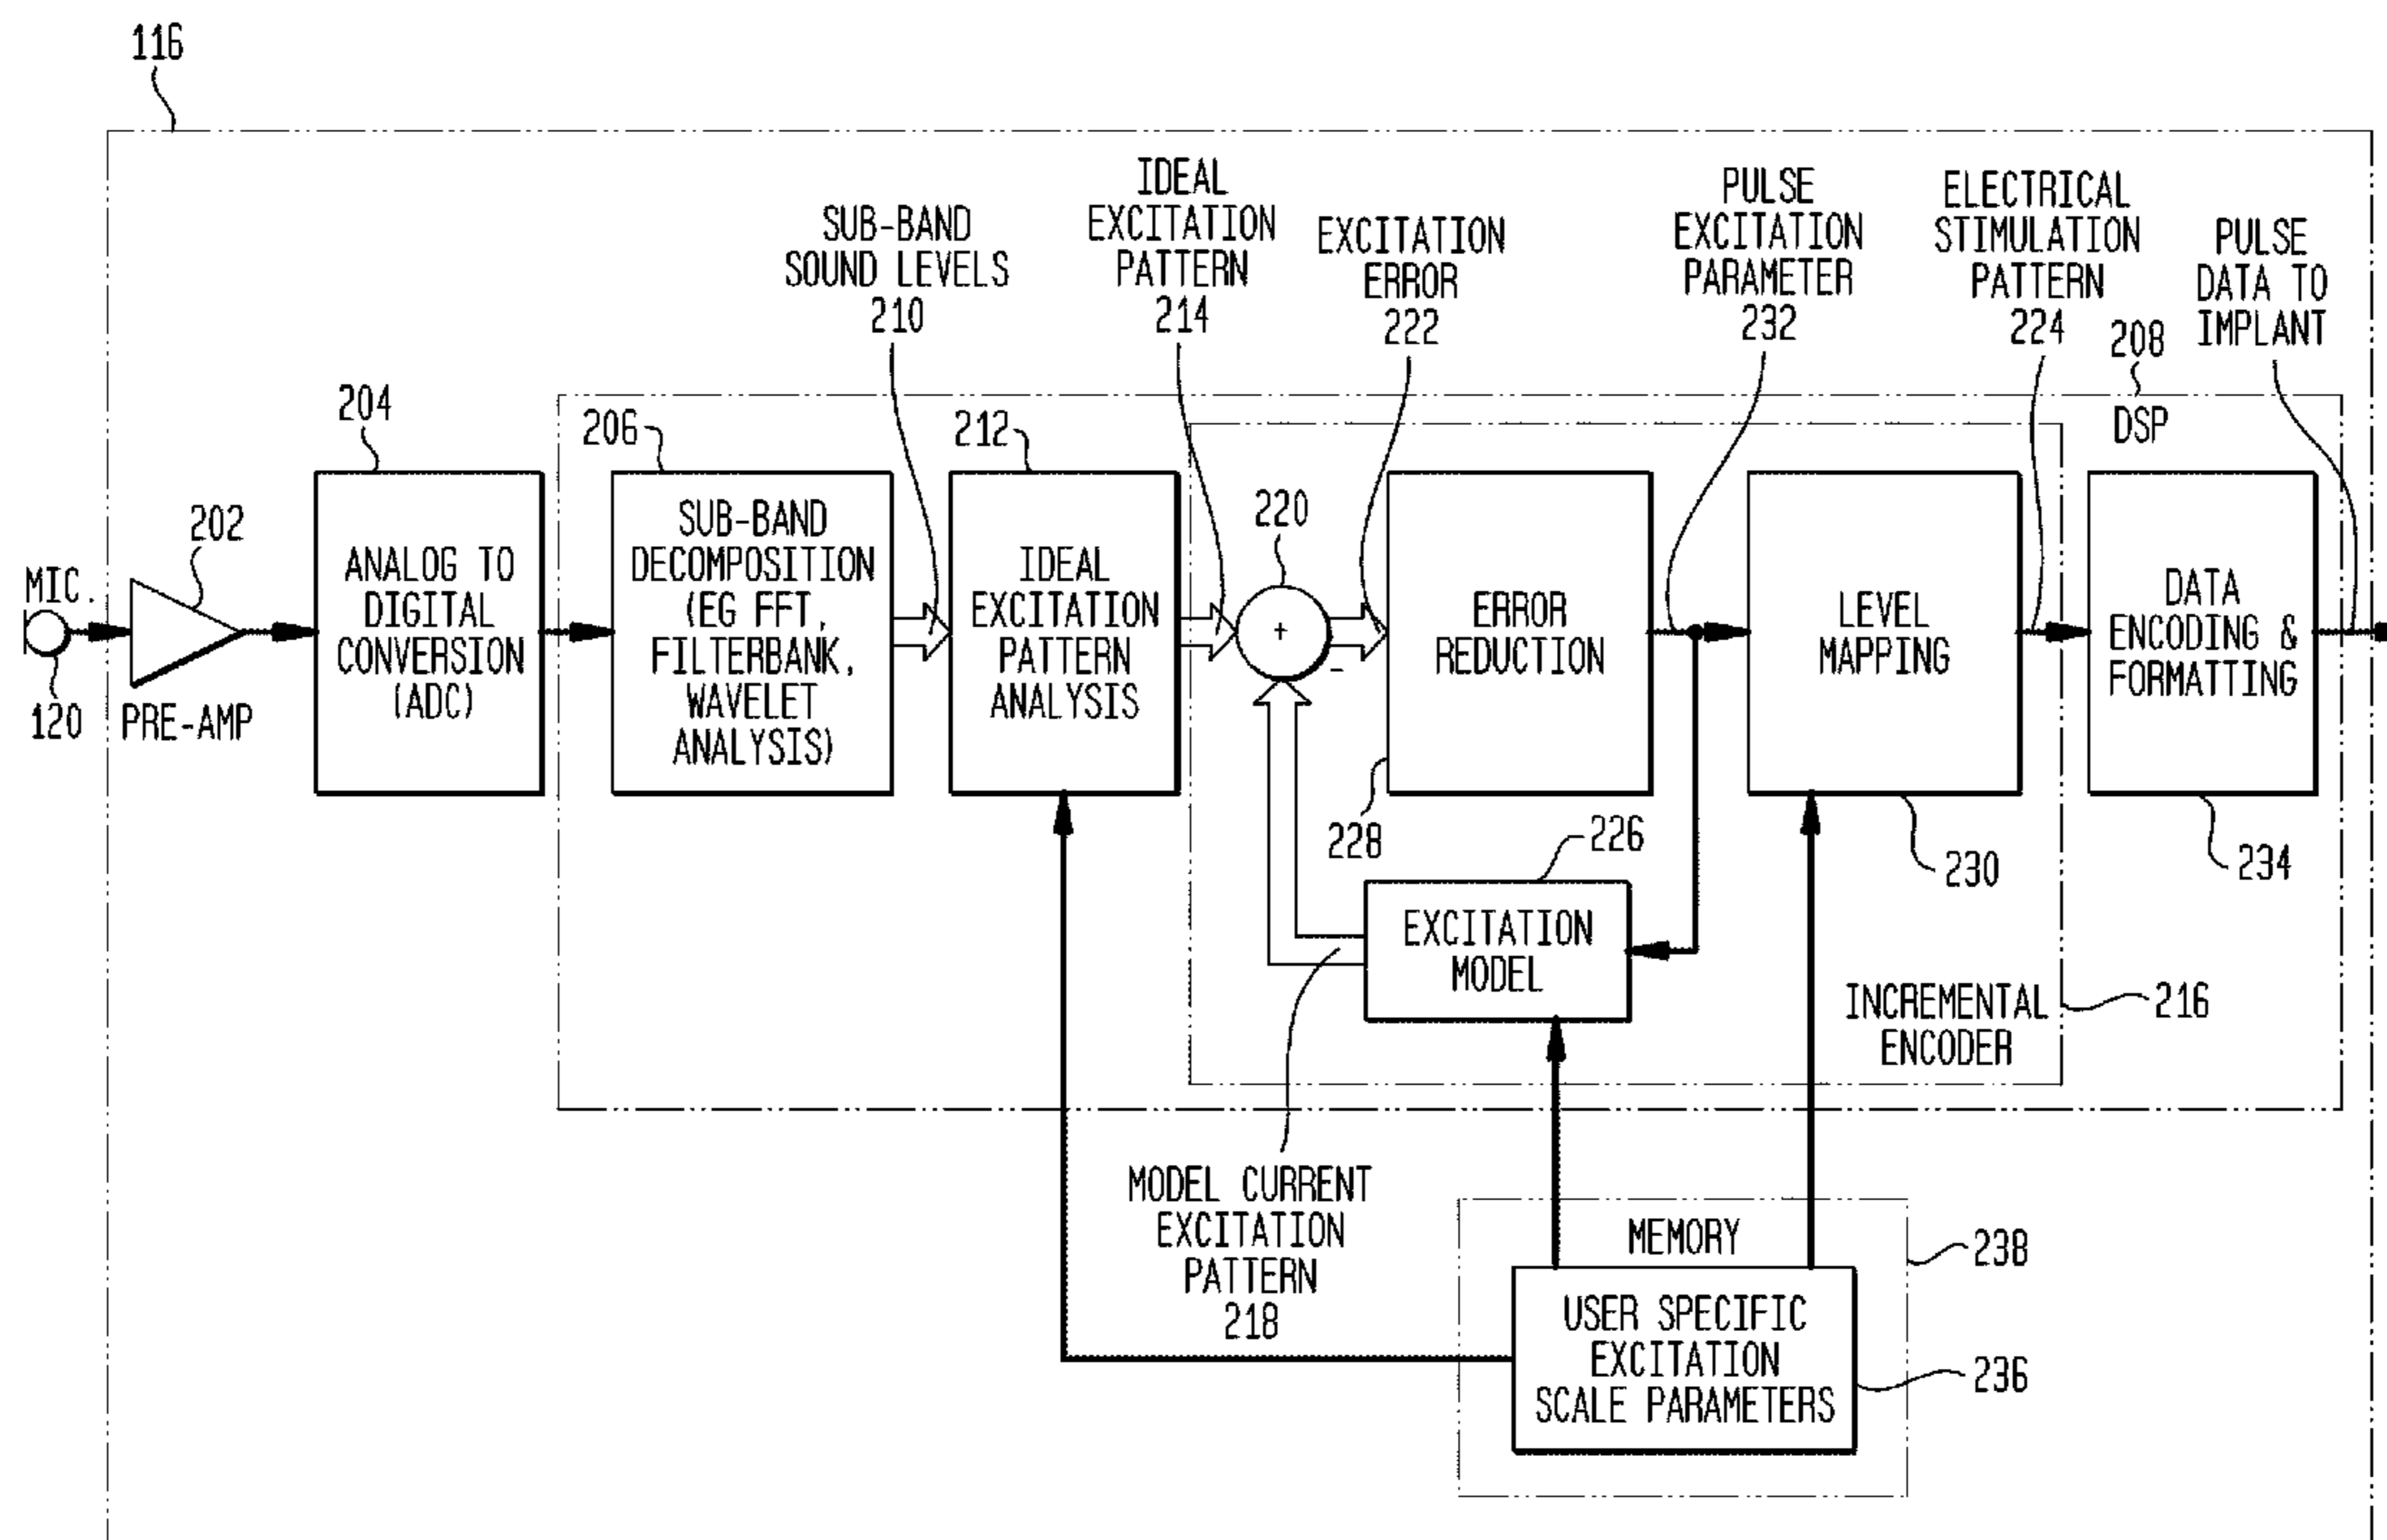 116
SUB-BAND
SOUND LEVELS
210
IDEAL
EXCITATION
PATTERN
214
EXCITATION
ERROR
222
PULSE
EXCITATION
PARAMETER
232
ELECTRICAL
STIMULATION
PATTERN
224
PULSE
DATA TO
IMPLANT
208
DSP
204
206
212
202
220
MIC.
120
PRE-AMP
ANALOG TO
DIGITAL
CONVERSION
(ADC)
SUB-BAND
DECOMPOSITION
(EG FFT,
FILTERBANK,
WAVELET
ANALYSIS)
IDEAL
EXCITATION
PATTERN
ANALYSIS
+
-
ERROR
REDUCTION
LEVEL
MAPPING
DATA
ENCODING &
FORMATTING
228
226
230
234
EXCITATION
MODEL
INCREMENTAL
ENCODER
216
MODEL CURRENT
EXCITATION
PATTERN
218
MEMORY
238
USER SPECIFIC
EXCITATION
SCALE PARAMETERS
236